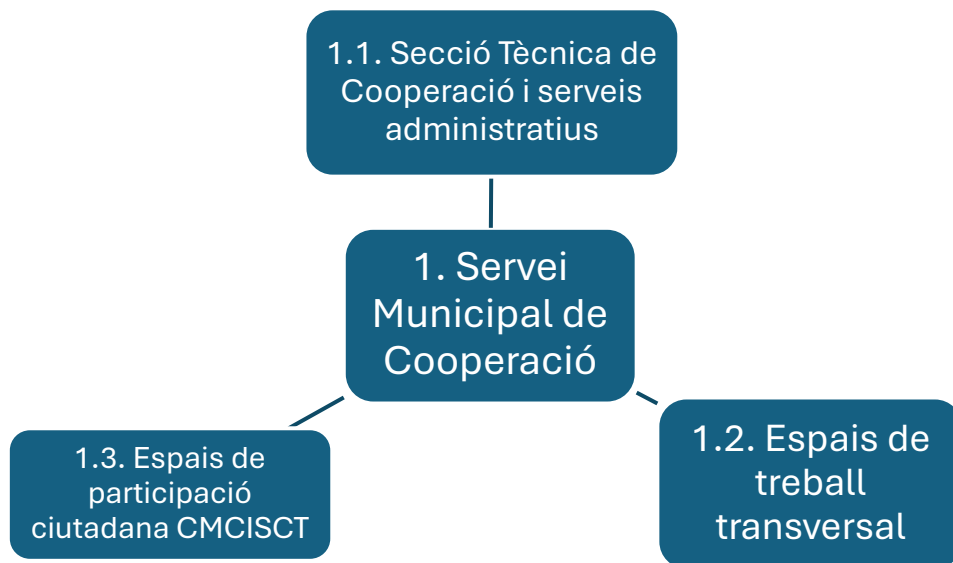 1.1. Secció Tècnica de
Cooperació i serveis
administratius
1. Servei
Municipal de
Cooperació
1.3. Espais de
participació
ciutadana CMCISCT
1.2. Espais de
treball
transversal